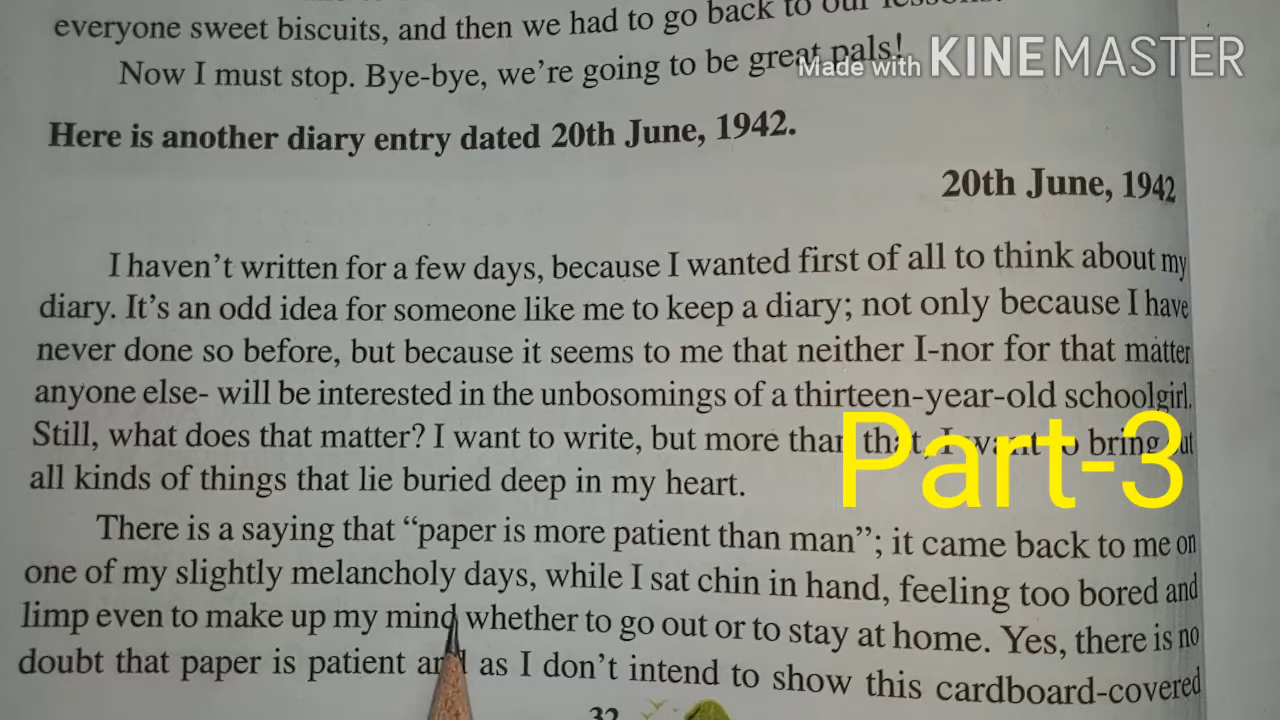 everyone sweet biscuits, and then we had to go back to our lessons.
Now I must stop. Bye-bye, we're going to be great pals!
Made with KINEMASTER
Here is another diary entry dated 20th June, 1942.
20th June, 1942
I haven't written for a few days, because I wanted first of all to think about my
diary. It's an odd idea for someone like me to keep a diary; not only because I have
never done so before, but because it seems to me that neither I-nor for that matter
anyone else- will be interested in the unbosomings of a thirteen-year-old schoolgirl.
Still, what does that matter? I want to write, but more than that, I want to bring out
Part-3
all kinds of things that lie buried deep in my heart.
There is a saying that “paper is more patient than man”; it came back to me on
one of my slightly melancholy days, while I sat chin in hand, feeling too bored and
limp even to make up my mind whether to go out or to stay at home. Yes, there is no
doubt that paper is patient and as I don't intend to show this cardboard-covered
32